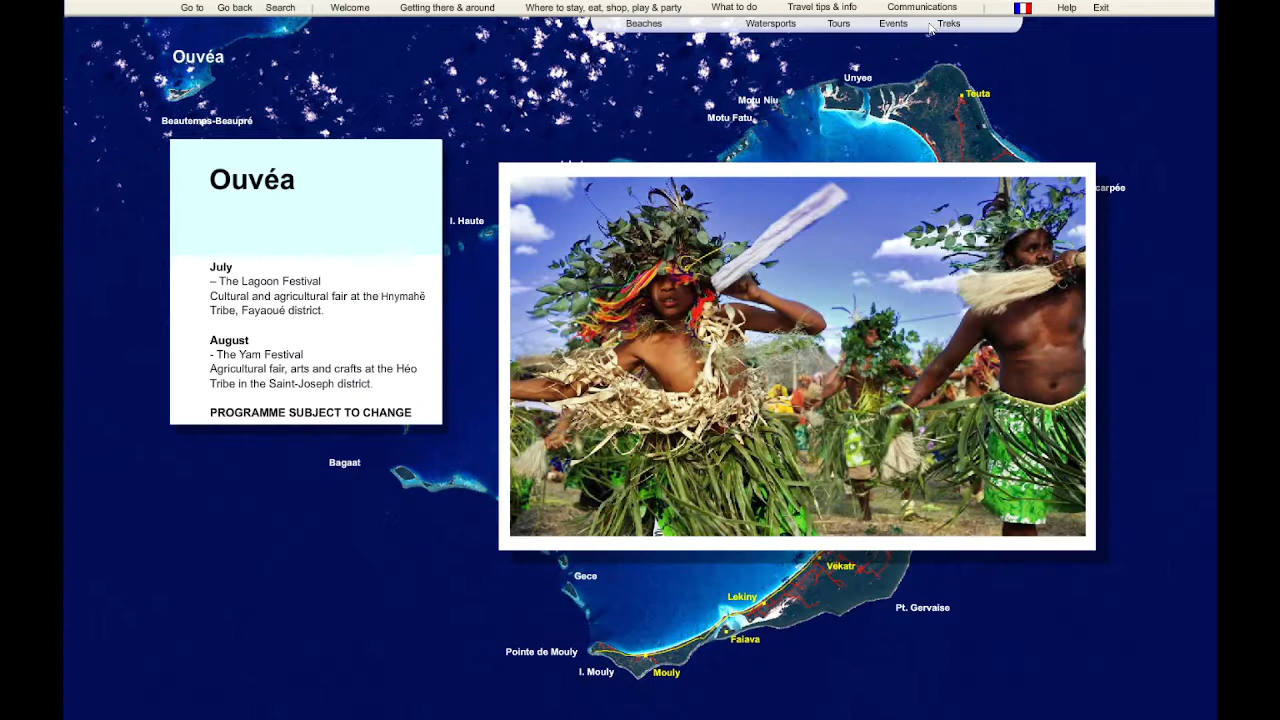 Go to Go back Search | Welcome Getting there & around Where to stay, eat, shop, play & party What to do Travel tips & info Communications | Help Exit
Beaches Watersports Tours Events Treks
Ouvéa
Unyee
Teuta
Motu Niu
Motu Fatu
Beautemps-Beaupré
Ouvéa
carpée
I. Haute
July
– The Lagoon Festival
Cultural and agricultural fair at the Hnymahë
Tribe, Fayaoué district.
August
- The Yam Festival
Agricultural fair, arts and crafts at the Héo
Tribe in the Saint-Joseph district.
PROGRAMME SUBJECT TO CHANGE
Bagaat
Vekatr
Gece
Lekiny
Pt. Gervaise
Faiava
Pointe de Mouly
I. Mouly
Mouly